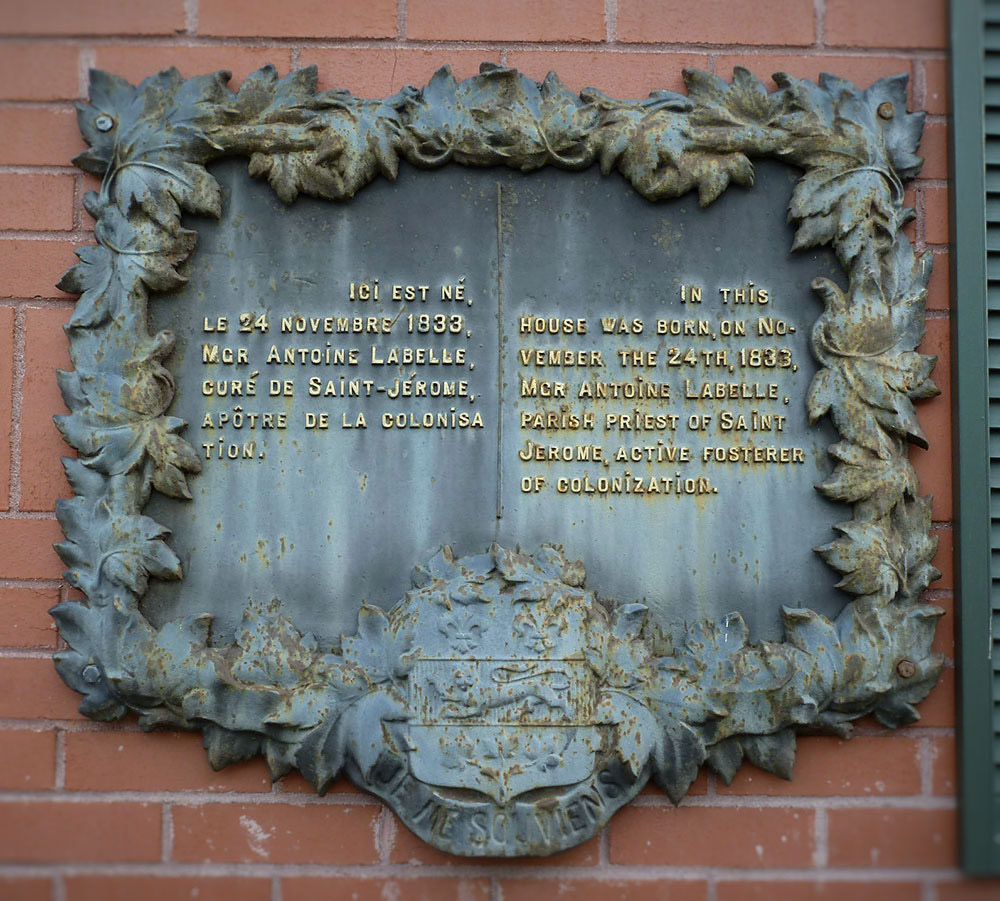 ICI EST NÉ,
LE 24 NOVEMBRE 1833,
MGR ANTOINE LABELLE,
CURÉ DE SAINT-JÉROME,
APÔTRE DE LA COLONISA
TION.
IN THIS
HOUSE WAS BORN, ON NO-
VEMBER THE 24TH, 1833,
MGR ANTOINE LABELLE,
PARISH PRIEST OF SAINT
JEROME, ACTIVE FOSTERER
OF COLONIZATION.
JE ME SOUVIENS